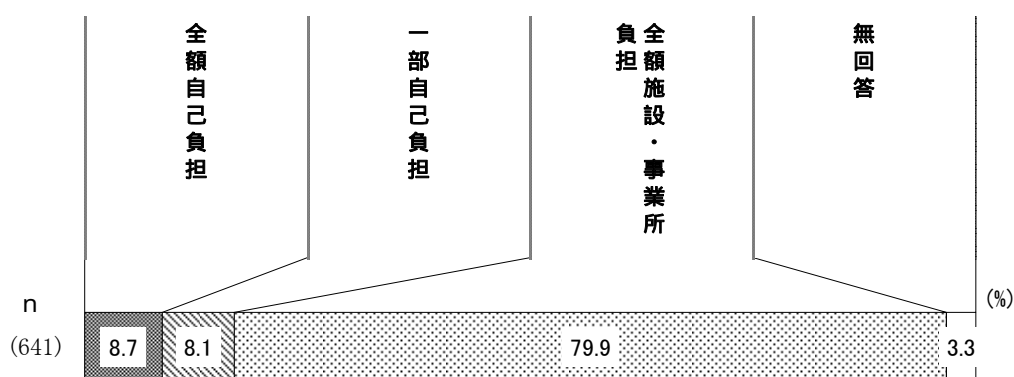 全額自己負担
一部自己負担
全額施設・事業所
負担
無回答
(%)
n
(641)
8.7
8.1
79.9
3.3